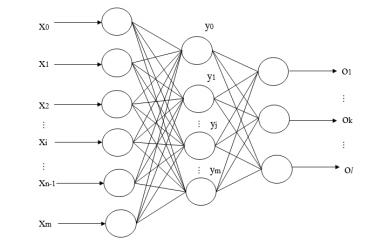 X0
X1
X2
⋮
Xi
⋮
Xn-1
Xm
y0
y1
yj
⋮
ym
O1
⋮
Ok
⋮
Ol